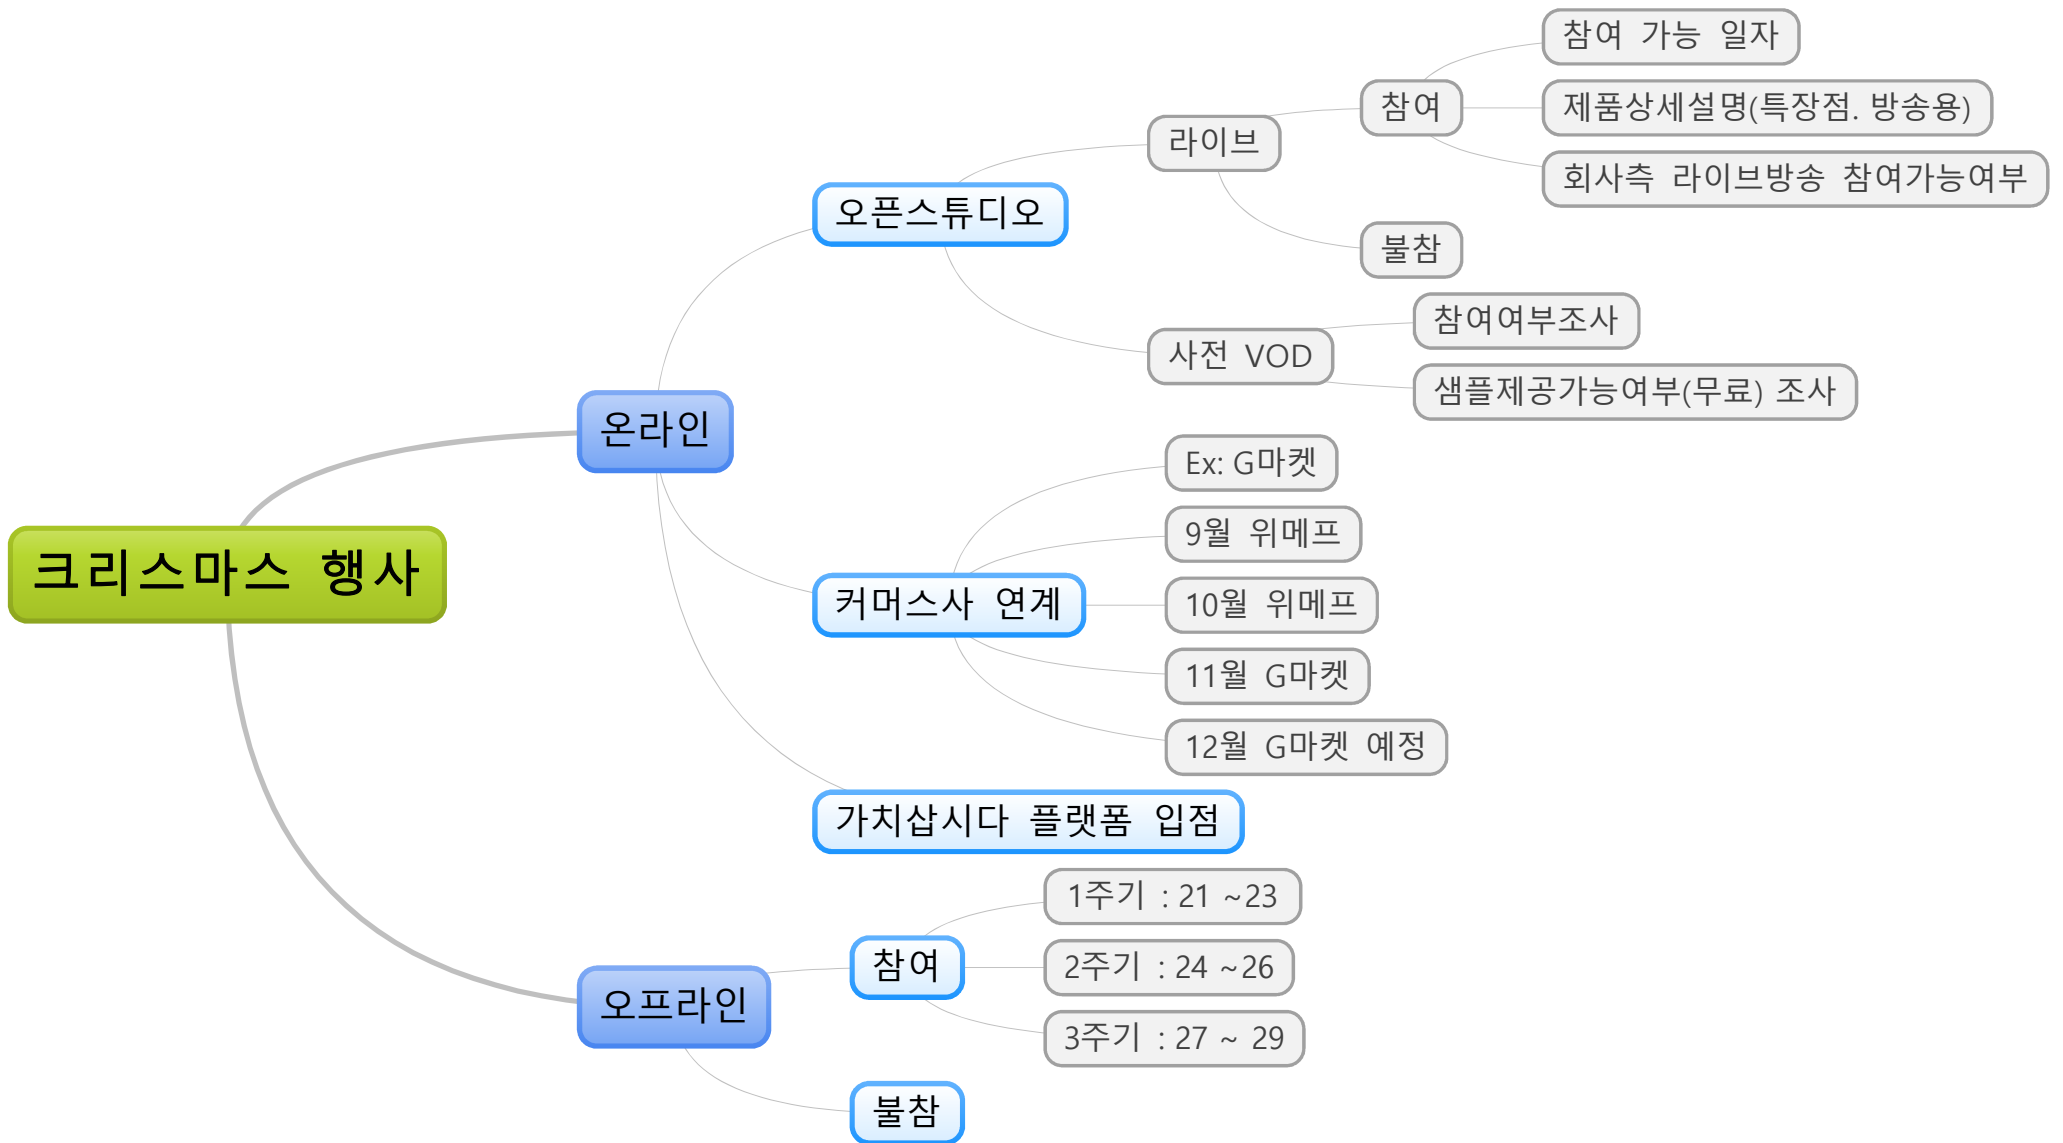 크리스마스 행사
온라인
오픈스튜디오
라이브
참여
참여 가능 일자
제품상세설명(특장점. 방송용)
회사측 라이브방송 참여가능여부
불참
사전 VOD
참여여부조사
샘플제공가능여부(무료) 조사
커머스사 연계
Ex: G마켓
9월 위메프
10월 위메프
11월 G마켓
12월 G마켓 예정
가치삽시다 플랫폼 입점
오프라인
참여
1주기 : 21 ~23
2주기 : 24 ~26
3주기 : 27 ~ 29
불참